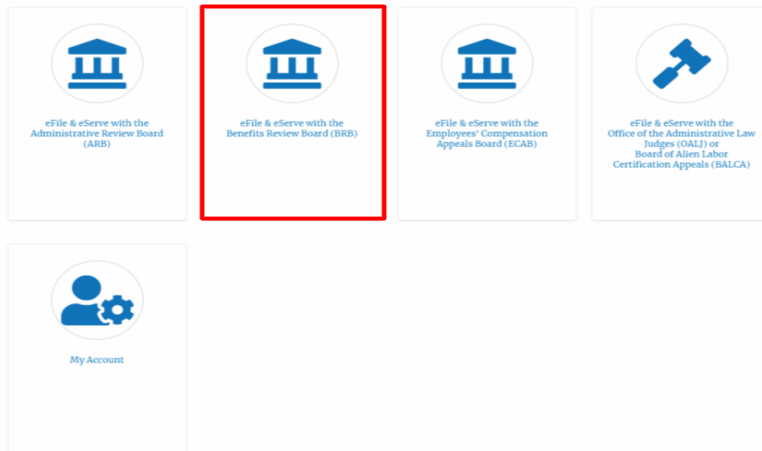 eFile & eServe with the
Administrative Review Board
(ARB)
eFile & eServe with the
Benefits Review Board (BRB)
eFile & eServe with the
Employees' Compensation
Appeals Board (ECAB)
eFile & eServe with the
Office of the Administrative Law
Judges (OALJ) or
Board of Alien Labor
Certification Appeals (BALCA)
My Account